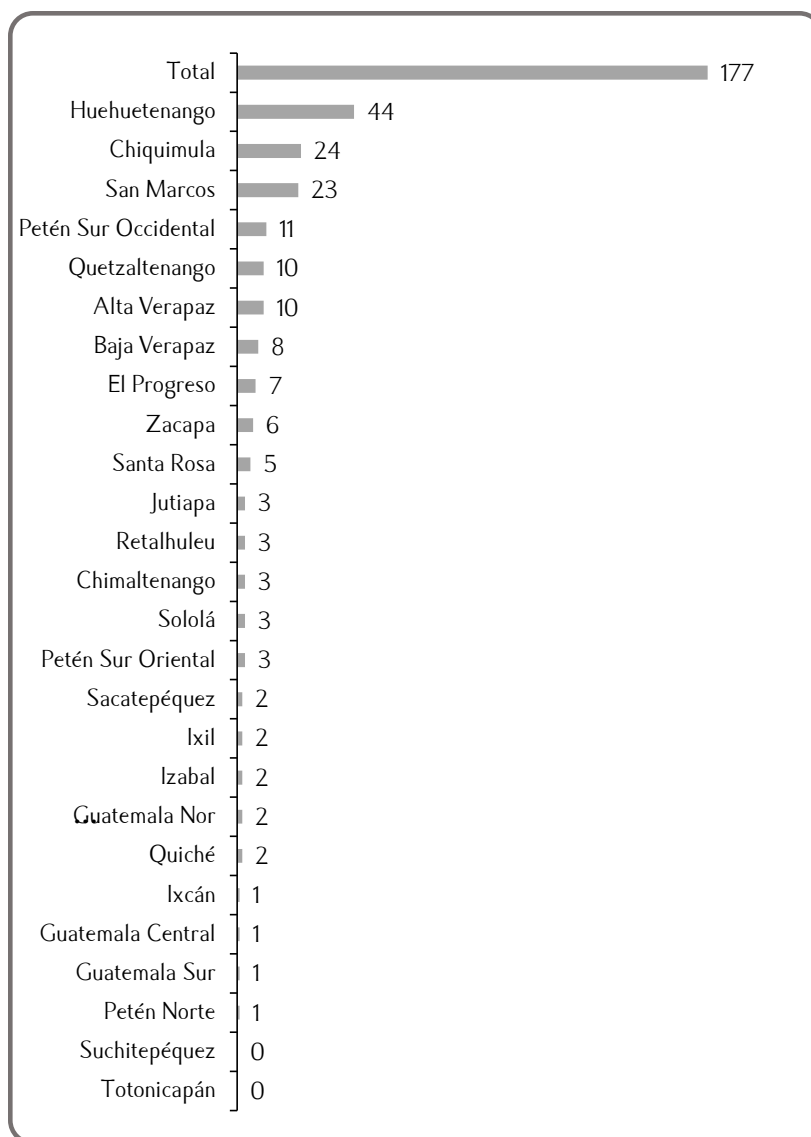 Total 177
Huehuetenango 44
Chiquimula 24
San Marcos 23
Petén Sur Occidental 11
Quetzaltenango 10
Alta Verapaz 10
Baja Verapaz 8
El Progreso 7
Zacapa 6
Santa Rosa 5
Jutiapa 3
Retalhuleu 3
Chimaltenango 3
Sololá 3
Petén Sur Oriental 3
Sacatepéquez 2
Ixil 2
Izabal 2
Guatemala Nor 2
Quiché 2
Ixcán 1
Guatemala Central 1
Guatemala Sur 1
Petén Norte 1
Suchitepéquez 0
Totonicapán 0